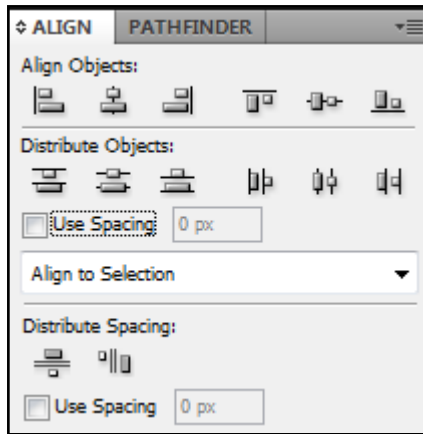 ALIGN PATHFINDER
Align Objects:
Distribute Objects:
Use Spacing 0 px
Align to Selection
Distribute Spacing:
Use Spacing 0 px